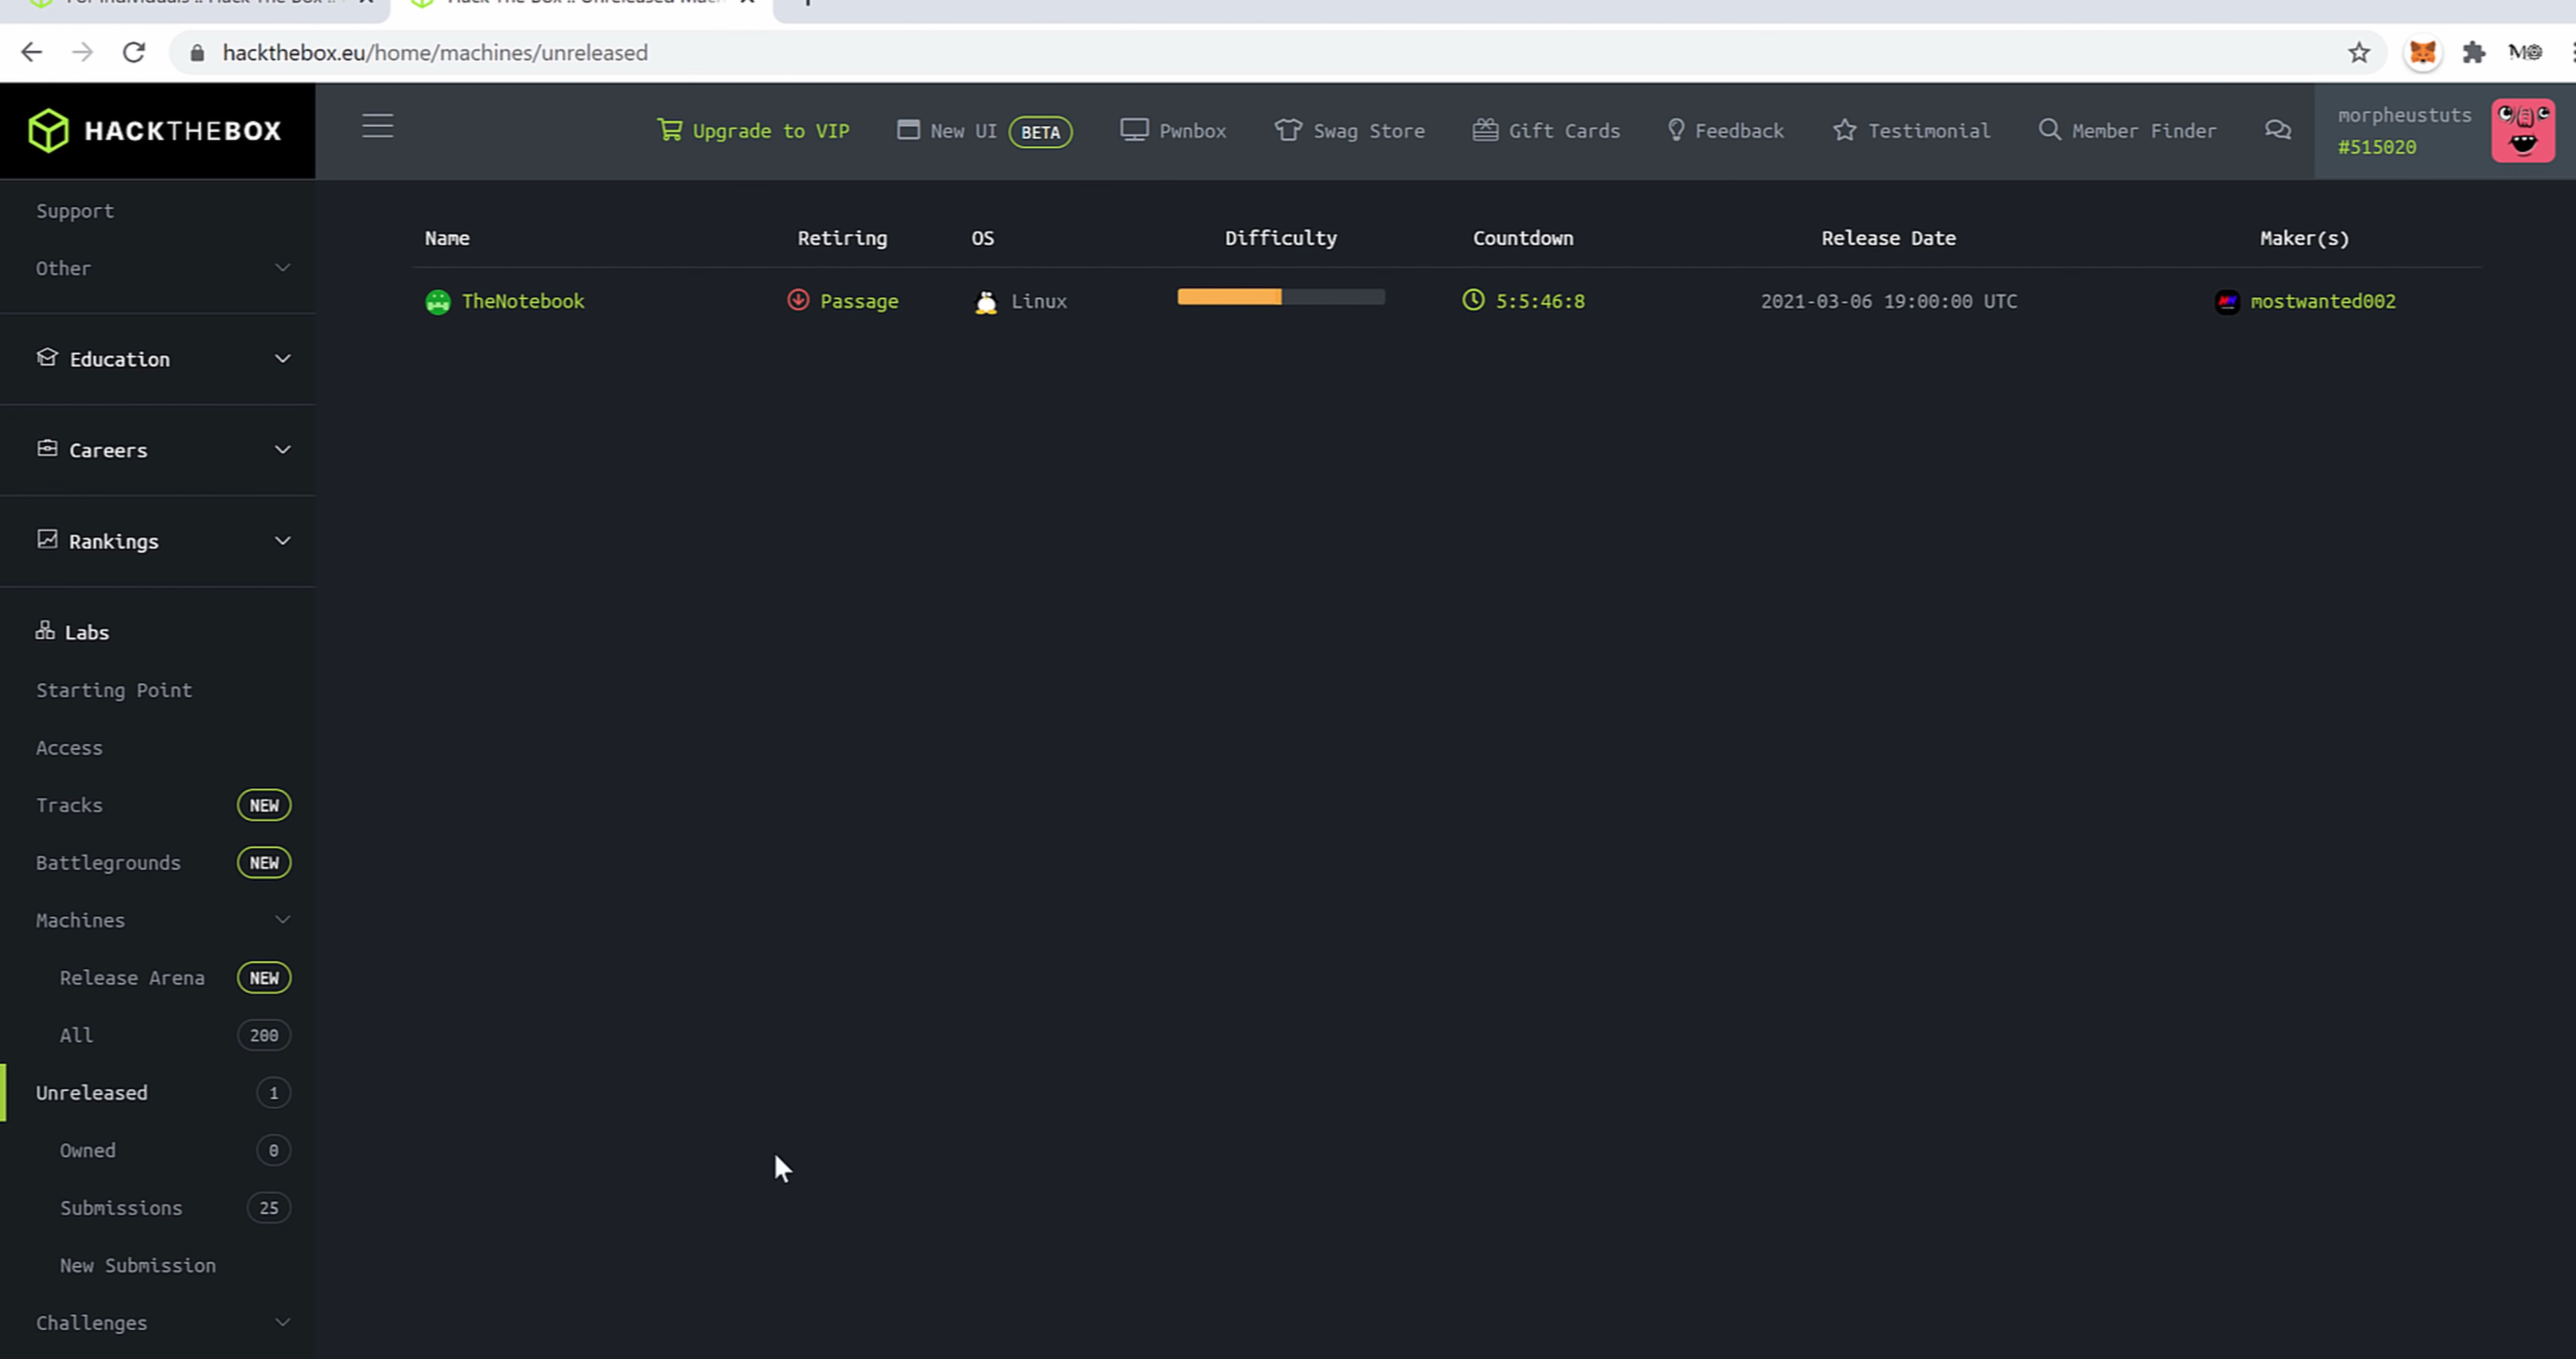 hackthebox.eu/home/machines/unreleased
HACKTHEBOX
Upgrade to VIP
New UI BETA
Pwnbox
Swag Store
Gift Cards
Feedback
Testimonial
Member Finder
morpheustuts
#515020
Support
Other
Education
Careers
Rankings
Labs
Starting Point
Access
Tracks NEW
Battlegrounds NEW
Machines
Release Arena NEW
All 200
Unreleased 1
Owned 0
Submissions 25
New Submission
Challenges
Name Retiring OS Difficulty Countdown Release Date Maker(s)
TheNotebook Passage Linux 5:5:46:8 2021-03-06 19:00:00 UTC mostwanted002